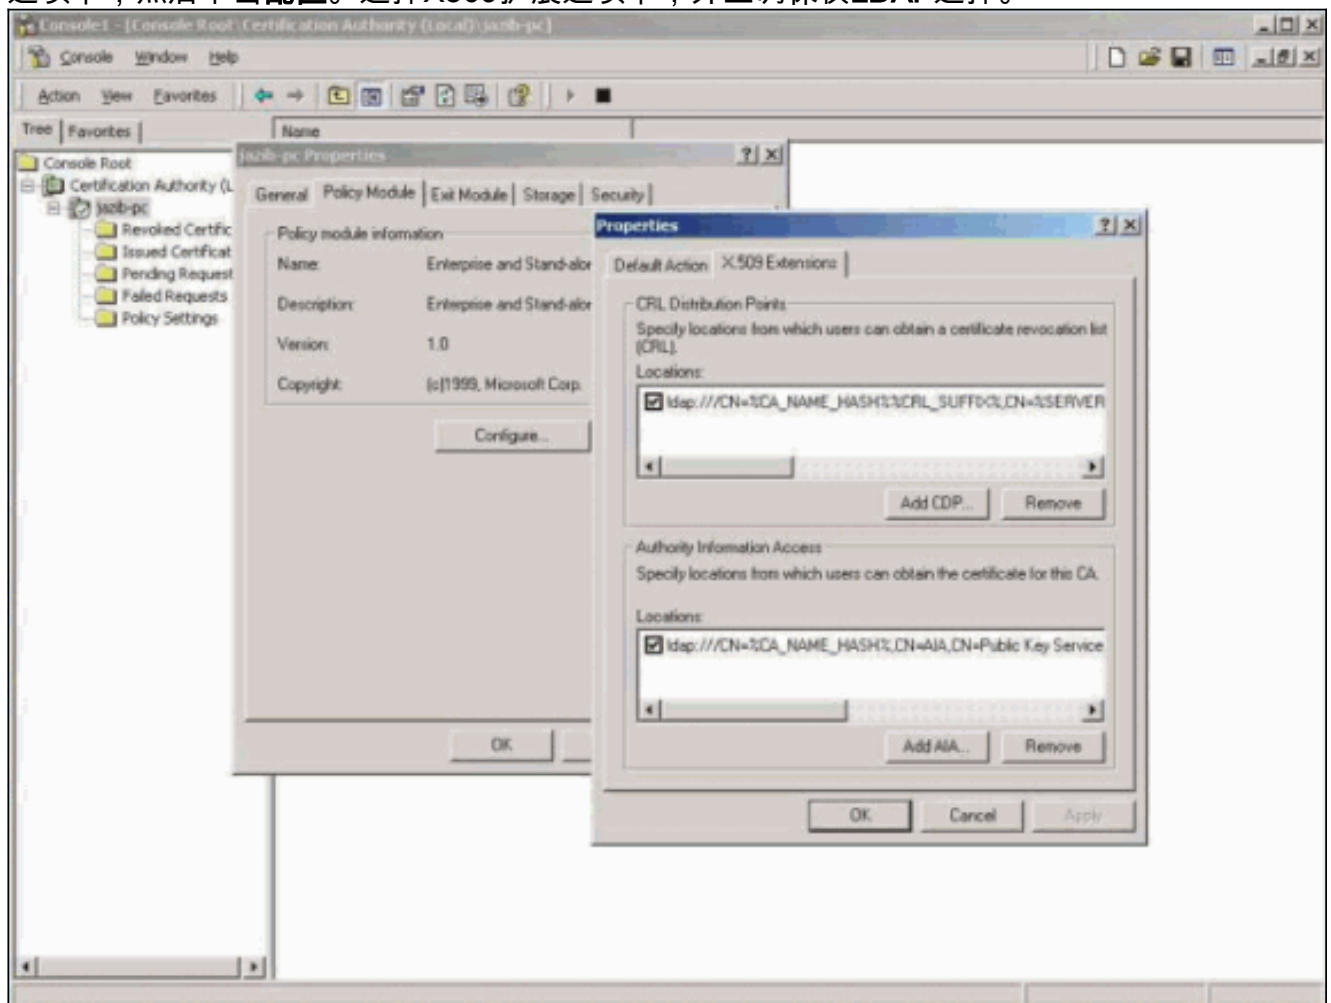 Console1 - [Console Root\Certification Authority (Local)\jazib-pc]
Console Window Help
Action View Favorites
Tree Favorites
Name
Console Root
Certification Authority (L
jazib-pc
Revoked Certific
Issued Certificat
Pending Request
Failed Requests
Policy Settings
jazib-pc Properties
General Policy Module Exit Module Storage Security
Policy module information
Name: Enterprise and Stand-alor
Description: Enterprise and Stand-alor
Version: 1.0
Copyright: (c)1999, Microsoft Corp.
Configure...
OK
Properties
Default Action X.509 Extensions
CRL Distribution Points
Specify locations from which users can obtain a certificate revocation list
(CRL).
Locations:
ldap:///CN=%CA_NAME_HASH%%CRL_SUFFIX%,CN=%SERVER
Add CDP... Remove
Authority Information Access
Specify locations from which users can obtain the certificate for this CA.
Locations:
ldap:///CN=%CA_NAME_HASH%,CN=AIA,CN=Public Key Service
Add AIA... Remove
OK Cancel Apply